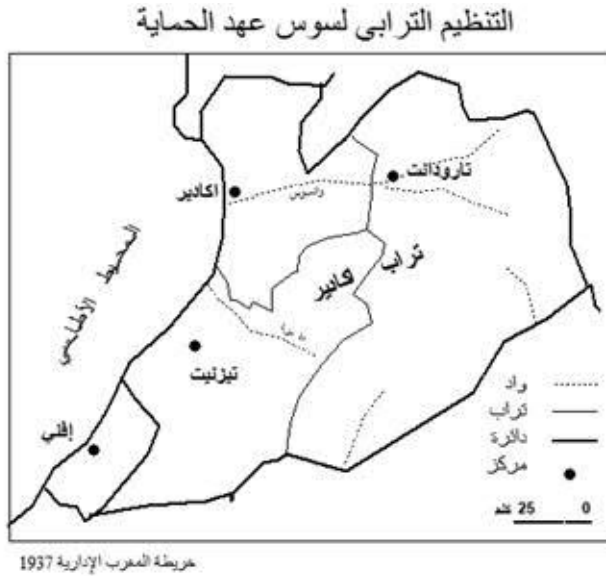 التنظيم الترابي لسوس عهد الحماية
تارودانت
اكادير
وادسوس
تراب
اكادير
المحيط الأطلسي
تيزنيت
إفني
واد
تراب
دائرة
مركز
0 25 كلم
خريطة المغرب الإدارية 1937